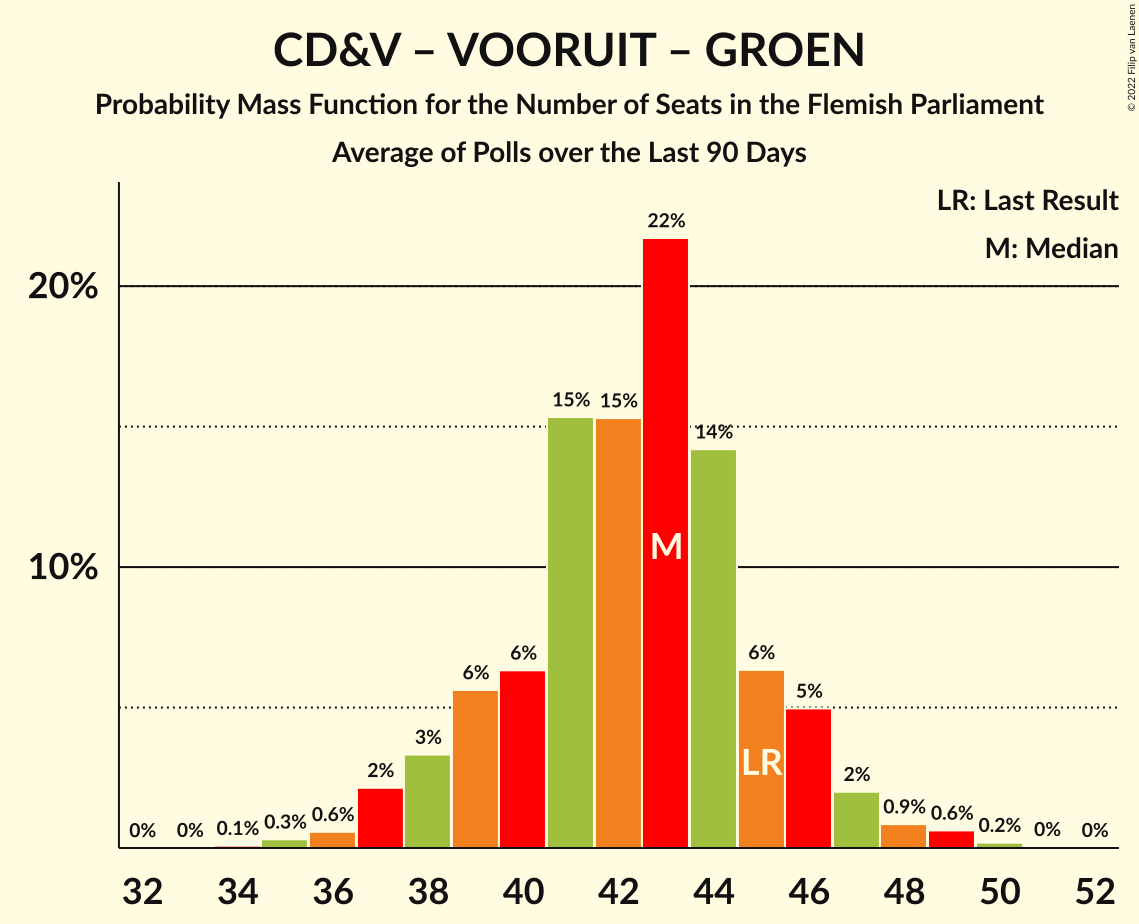 CD&V – VOORUIT – GROEN
Probability Mass Function for the Number of Seats in the Flemish Parliament
Average of Polls over the Last 90 Days
© 2022 Filip van Laenen
LR: Last Result
M: Median
20%
10%
0% 0% 0.1% 0.3% 0.6% 2% 3% 6% 6% 15% 15% 22% 14% 6% 5% 2% 0.9% 0.6% 0.2% 0% 0%
M
LR
32 34 36 38 40 42 44 46 48 50 52